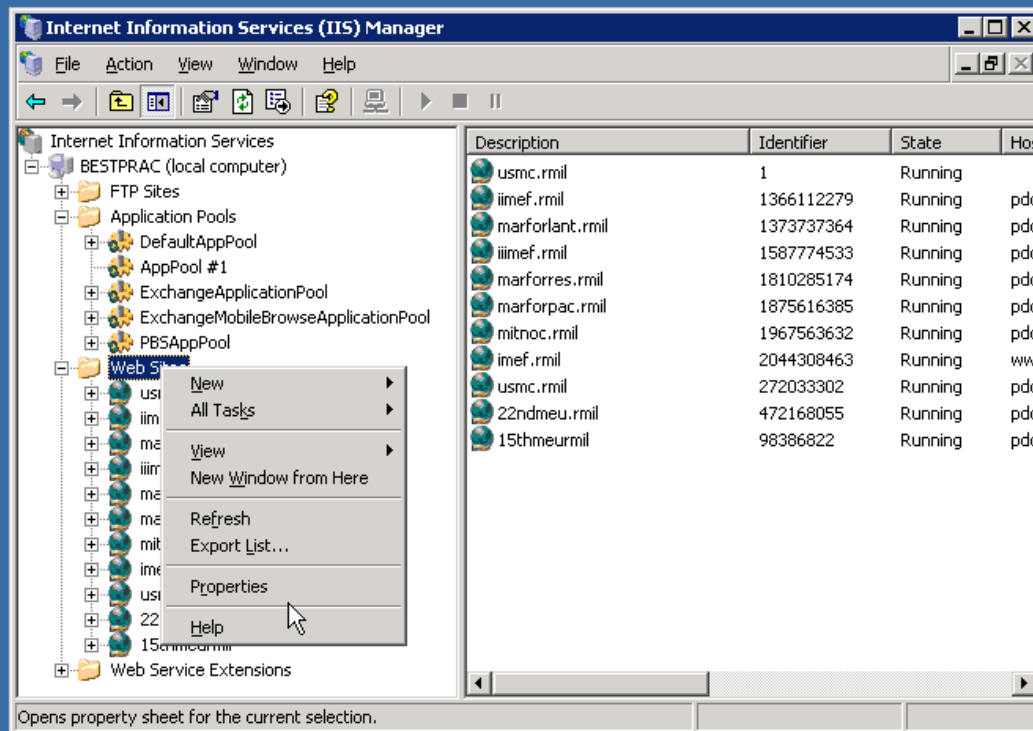 Internet Information Services (IIS) Manager
File Action View Window Help
Internet Information Services
BESTPRAC (local computer)
FTP Sites
Application Pools
DefaultAppPool
AppPool #1
ExchangeApplicationPool
ExchangeMobileBrowseApplicationPool
PBSAppPool
Web
Web Service Extensions
New
All Tasks
View
New Window from Here
Refresh
Export List...
Properties
Help
Description Identifier State
usmc.rmil 1 Running
iimef.rmil 1366112279 Running
marforlant.rmil 1373737364 Running
iiimef.rmil 1587774533 Running
marforres.rmil 1810285174 Running
marforpac.rmil 1875616385 Running
mitnoc.rmil 1967563632 Running
imef.rmil 2044308463 Running
usmc.rmil 272033302 Running
22ndmeu.rmil 472168055 Running
15thmeurmil 98386822 Running
Opens property sheet for the current selection.